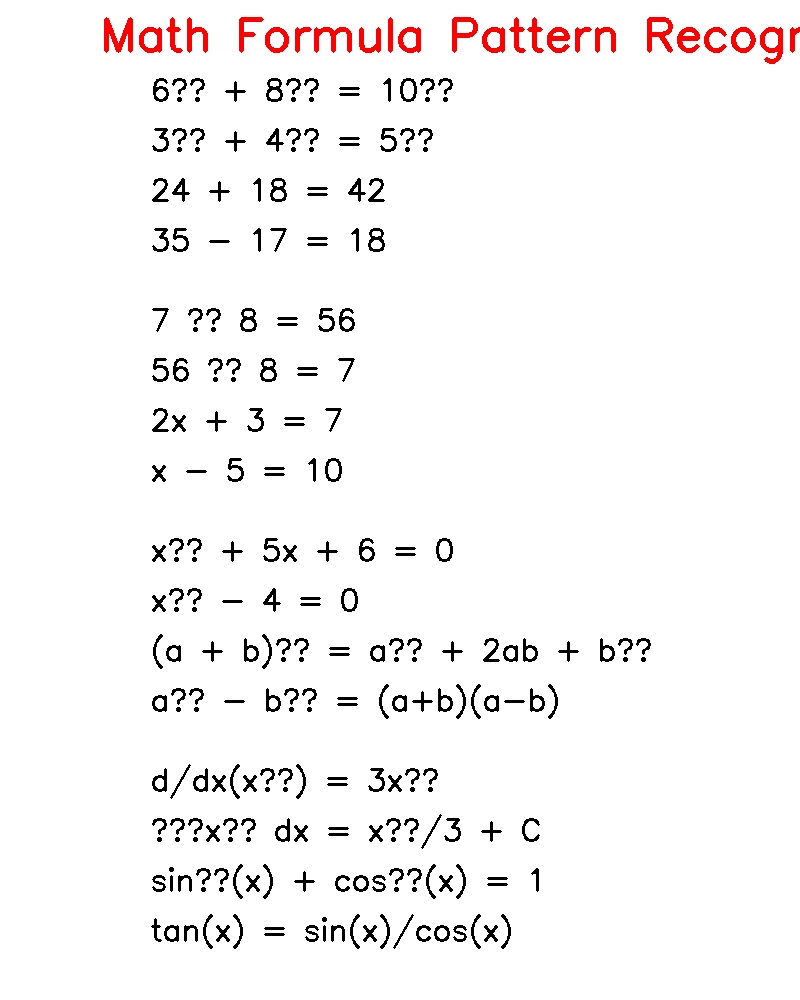 Math Formula Pattern Recogr
6?? + 8?? = 10??
3?? + 4?? = 5??
24 + 18 = 42
35 - 17 = 18
7 ?? 8 = 56
56 ?? 8 = 7
2x + 3 = 7
x - 5 = 10
x?? + 5x + 6 = 0
x?? - 4 = 0
(a + b)?? = a?? + 2ab + b??
a?? - b?? = (a+b)(a-b)
d/dx(x??) = 3x??
???x?? dx = x??/3 + C
sin??(x) + cos??(x) = 1
tan(x) = sin(x)/cos(x)